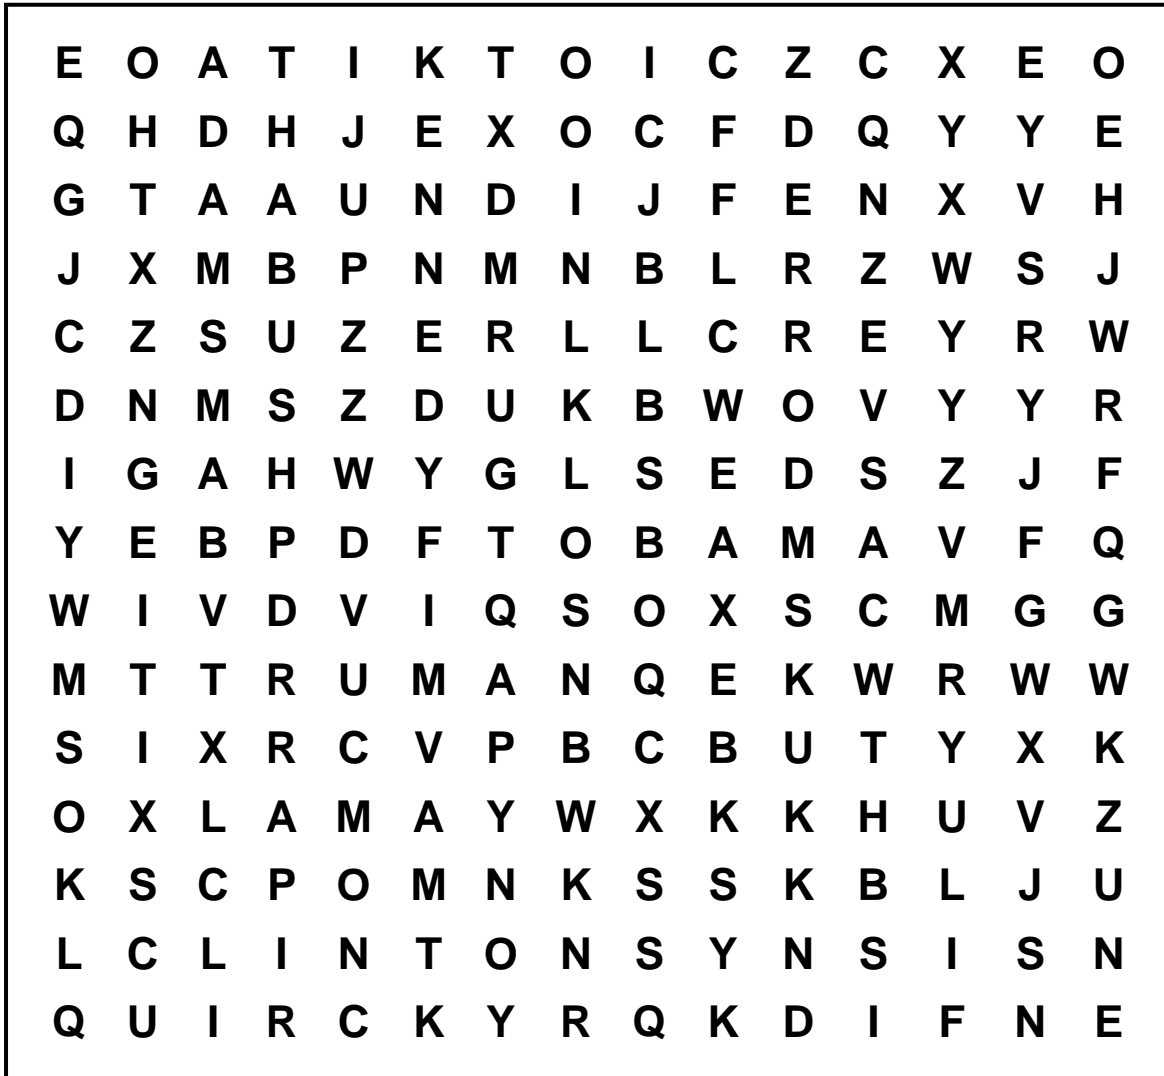 E O A T I K T O I C Z C X E O
Q H D H J E X O C F D Q Y Y E
G T A A U N D I J F E N X V H
J X M B P N M N B L R Z W S J
C Z S U Z E R L L C R E Y R W
D N M S Z D U K B W O V Y Y R
I G A H W Y G L S E D S Z J F
Y E B P D F T O B A M A V F Q
W I V D V I Q S O X S C M G G
M T T R U M A N Q E K W R W W
S I X R C V P B C B U T Y X K
O X L A M A Y W X K K H U V Z
K S C P O M N K S S K B L J U
L C L I N T O N S Y N S I S N
Q U I R C K Y R Q K D I F N E